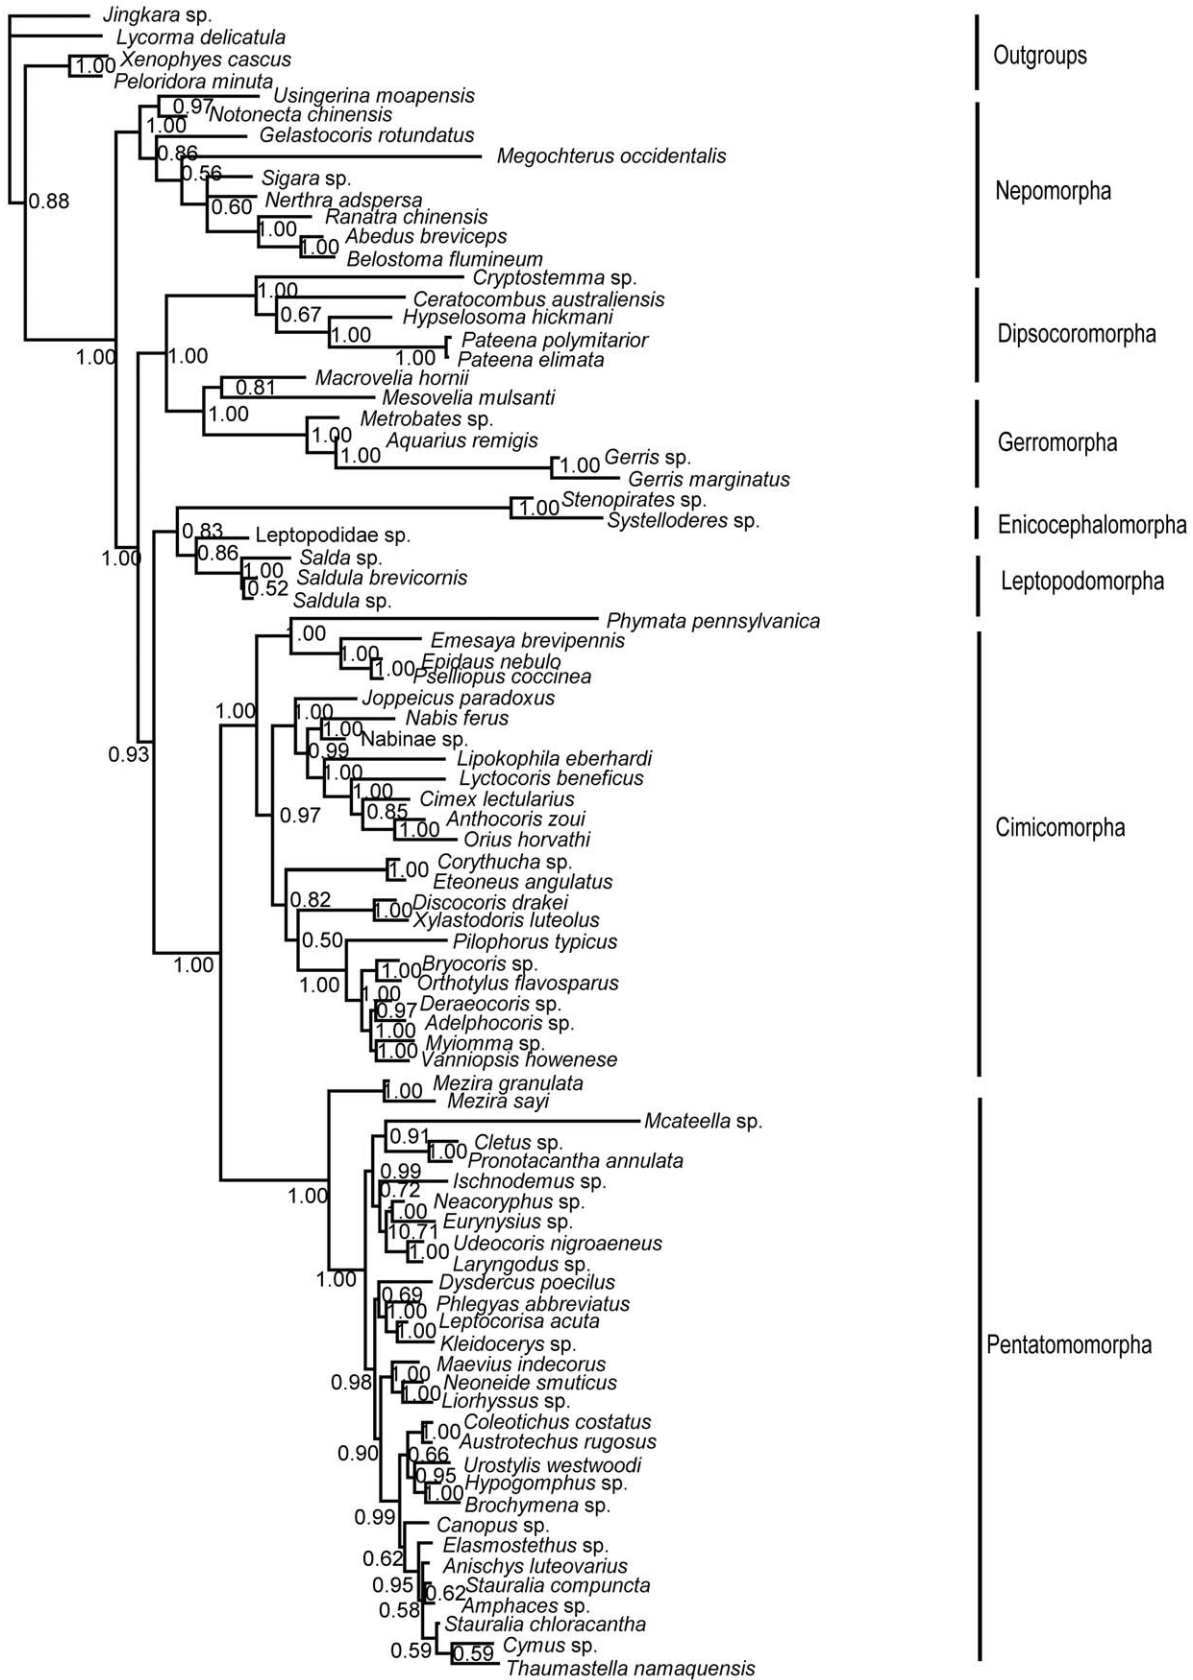 Jingkara sp.
Lycorma delicatula
Xenophyes cascus
1.00
Outgroups
Peloridora minuta
Usingerina moapensis
0.97
Notonecta chinensis
1.00
Gelastocoris rotundatus
0.86
Megochterus occidentalis
0.56
Sigara sp.
Nepomorpha
0.88
Nerthra adspersa
0.60
Ranatra chinensis
1.00
Abedus breviceps
1.00
Belostoma flumineum
Cryptostemma sp.
1.00
Ceratocombus australiensis
0.67
Hypselosoma hickmani
1.00
Dipsocoromorpha
Pateena polymitarior
1.00
1.00
1.00
Pateena elimata
Macrovelia hornii
0.81
Mesovelia mulsanti
1.00
Metrobates sp.
1.00
Aquarius remigis
Gerromorpha
1.00
Gerris sp.
1.00
Gerris marginatus
Stenopirates sp.
1.00
Systelloderes sp.
Enicocephalomorpha
0.83
Leptopodidae sp.
0.86
1.00
Salda sp.
1.00
Saldula brevicornis
Leptopodomorpha
0.52
Saldula sp.
Phymata pennsylvanica
1.00
Emesaya brevipennis
1.00
Epidaus nebulo
1.00
Pselliopus coccinea
Joppeicus paradoxus
1.00
1.00
Nabis ferus
1.00
Nabinae sp.
0.93
0.99
Lipokophila eberhardi
1.00
Lyctocoris beneficus
1.00
Cimex lectularius
0.97
0.85
Anthocoris zoui
1.00
Cimicomorpha
Orius horvathi
Corythucha sp.
1.00
Eteoneus angulatus
0.82
Discocoris drakei
1.00
Xylastodoris luteolus
0.50
Pilophorus typicus
1.00
Bryocoris sp.
1.00
1.00
Orthotylus flavosparus
1.00
Deraeocoris sp.
0.97
Adelphocoris sp.
1.00
Myiomma sp.
1.00
Vanniopsis howenese
Mezira granulata
1.00
Mezira sayi
Mcateella sp.
0.91
Cletus sp.
1.00
Pronotacantha annulata
0.99
Ischnodemus sp.
1.00
0.72
Neacoryphus sp.
1.00
Eurynysius sp.
10.71
Udeocoris nigroaeneus
1.00
Laryngodus sp.
1.00
Dysdercus poecilus
0.69
Phlegyas abbreviatus
1.00
Leptocorisa acuta
1.00
Kleidocerys sp.
Pentatomomorpha
Maevius indecorus
1.00
0.98
Neoneide smuticus
1.00
Liorhyssus sp.
Coleotichus costatus
1.00
Austrotechus rugosus
0.90
0.66
Urostylis westwoodi
0.95
Hypogomphus sp.
1.00
Brochymena sp.
0.99
Canopus sp.
Elasmostethus sp.
0.62
Anischys luteovarius
0.95
Stauralia compuncta
0.62
Amphaces sp.
0.58
Stauralia chloracantha
Cymus sp.
0.59
0.59
Thaumastella namaquensis